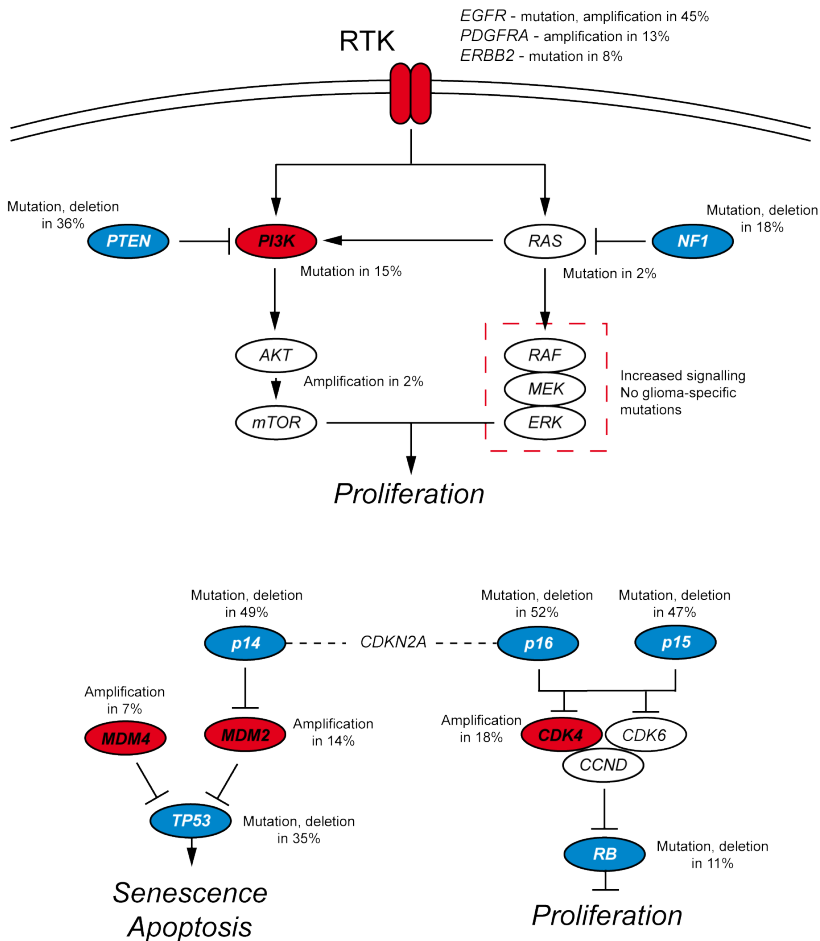 EGFR - mutation, amplification in 45%
PDGFRA - amplification in 13%
ERBB2 - mutation in 8%
RTK
Mutation, deletion
in 36%
PTEN
PI3K
RAS
NF1
Mutation, deletion
in 18%
Mutation in 15%
Mutation in 2%
AKT
Amplification in 2%
mTOR
RAF
MEK
ERK
Increased signalling
No glioma-specific
mutations
Proliferation
Mutation, deletion
in 49%
p14
CDKN2A
Mutation, deletion
in 52%
p16
Mutation, deletion
in 47%
p15
Amplification
in 7%
MDM4
MDM2
Amplification
in 14%
Amplification
in 18%
CDK4
CDK6
CCND
TP53
Mutation, deletion
in 35%
RB
Mutation, deletion
in 11%
Senescence
Apoptosis
Proliferation